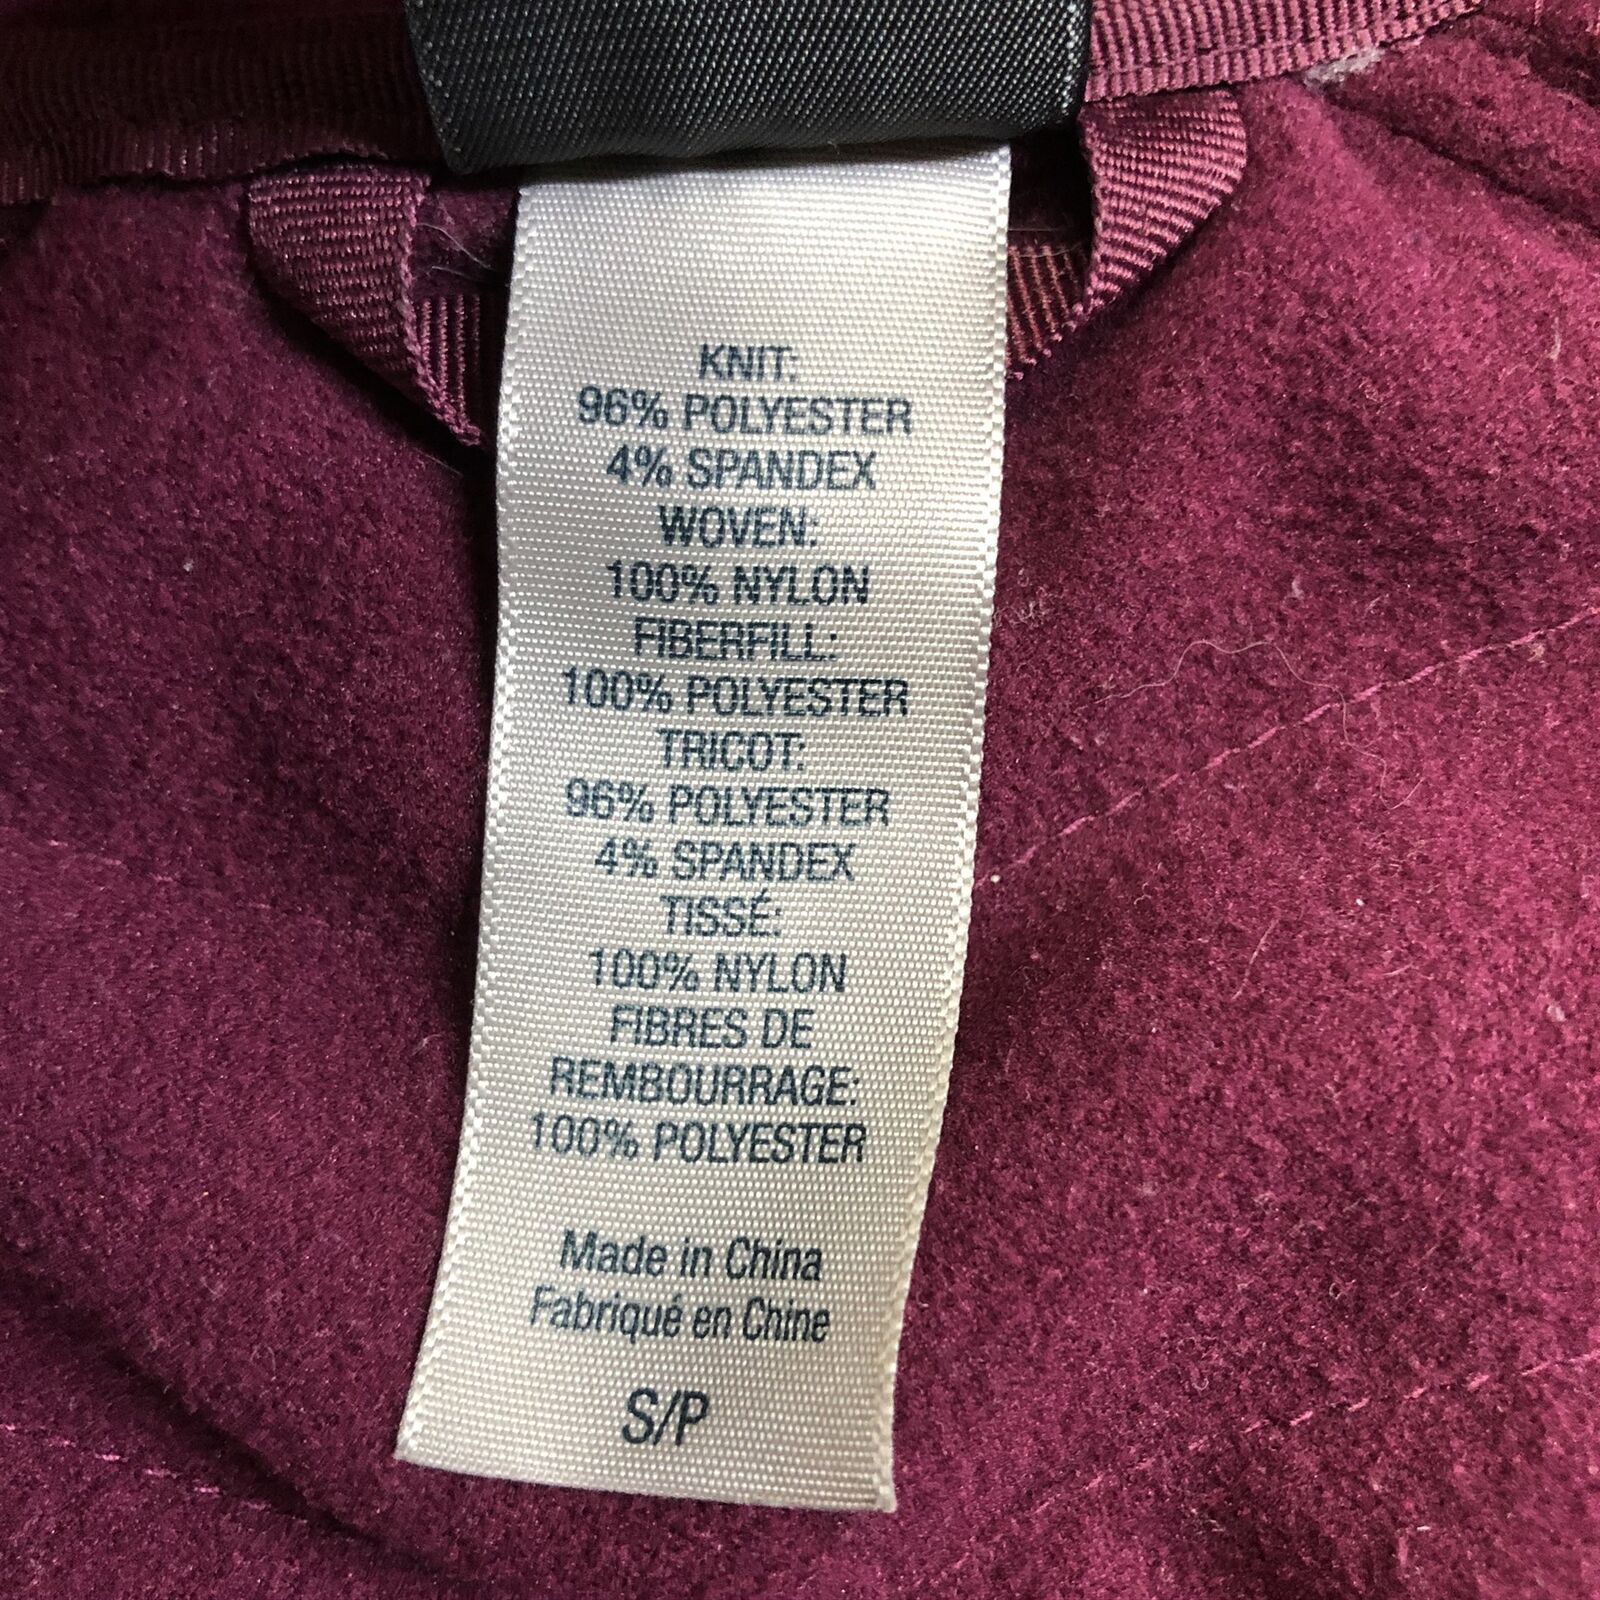 KNIT:
96% POLYESTER
4% SPANDEX
WOVEN:
100% NYLON
FIBERFILL:
100% POLYESTER
TRICOT:
96% POLYESTER
4% SPANDEX
TISSÉ:
100% NYLON
FIBRES DE
REMBOURRAGE:
100% POLYESTER
Made in China
Fabriqué en Chine
S/P